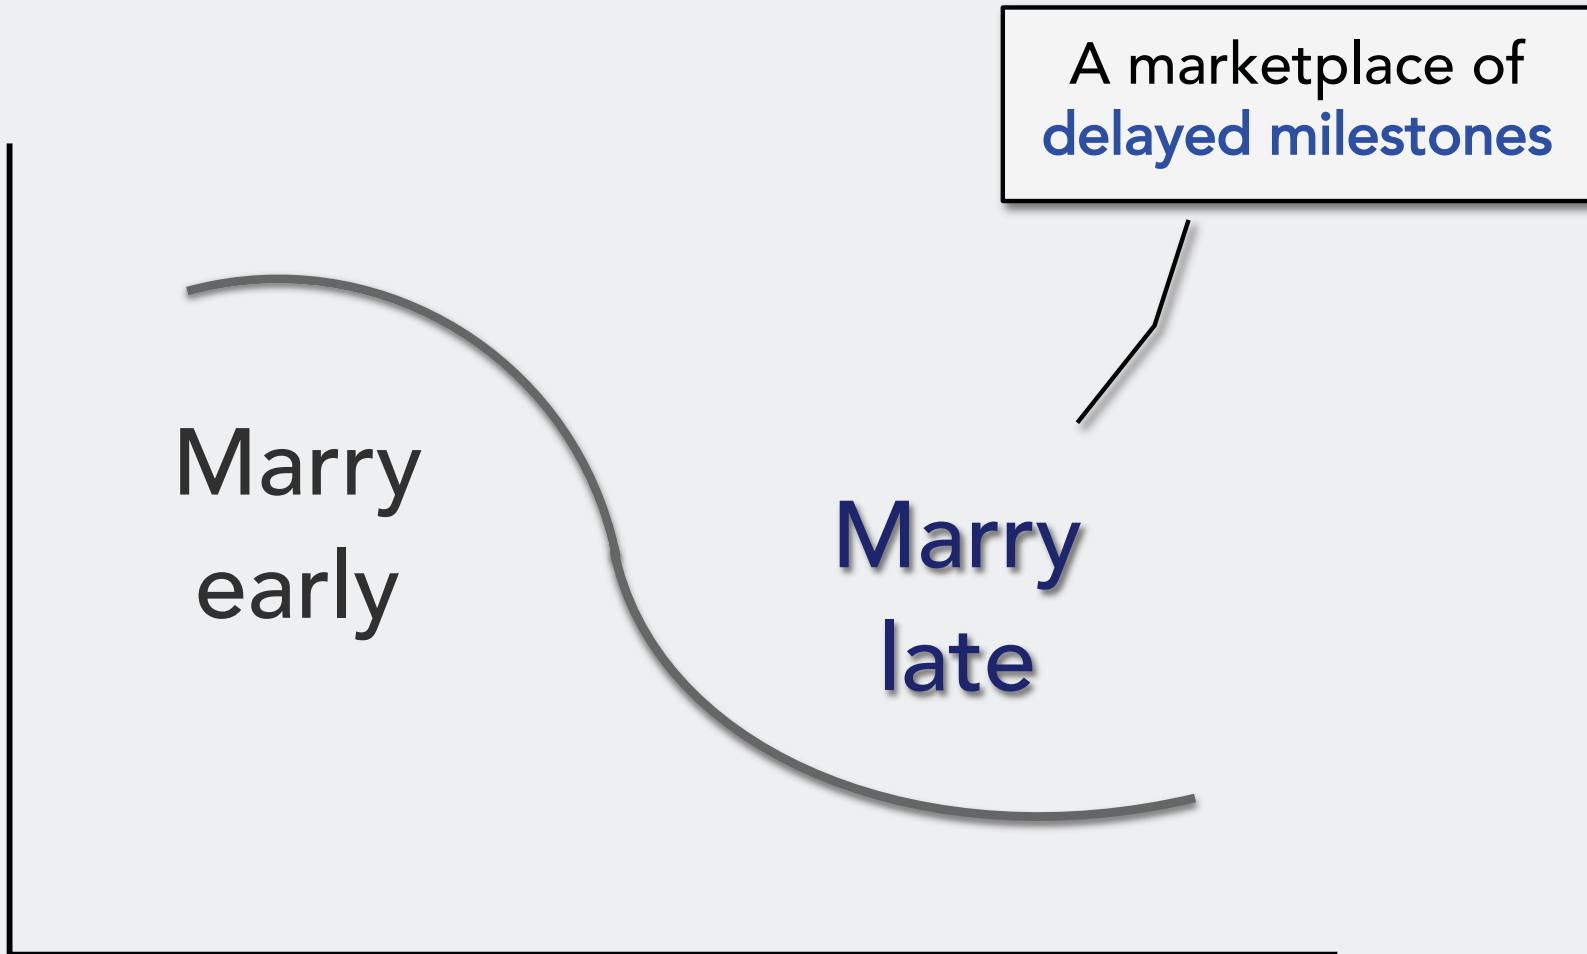 A marketplace of
delayed milestones
Marry
early
Marry
late